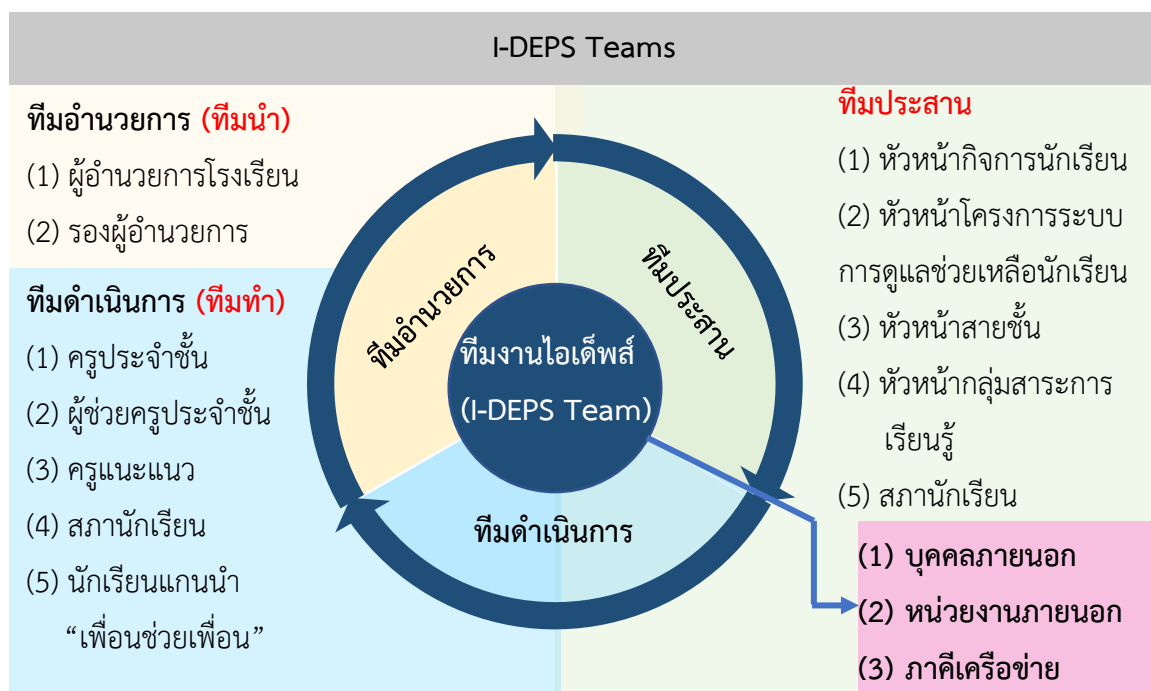 I-DEPS Teams
ทีมอำนวยการ (ทีมนำ)
(1) ผู้อำนวยการโรงเรียน
(2) รองผู้อำนวยการ
ทีมดำเนินการ (ทีมทำ)
(1) ครูประจำชั้น
(2) ผู้ช่วยครูประจำชั้น
(3) ครูแนะแนว
(4) สภานักเรียน
(5) นักเรียนแกนนำ
“เพื่อนช่วยเพื่อน”
ทีมอำนวยการ
ทีมประสาน
ทีมงานไอเด็พส์
(I-DEPS Team)
ทีมดำเนินการ
ทีมประสาน
(1) หัวหน้ากิจการนักเรียน
(2) หัวหน้าโครงการระบบ
การดูแลช่วยเหลือนักเรียน
(3) หัวหน้าสายชั้น
(4) หัวหน้ากลุ่มสาระการ
เรียนรู้
(5) สภานักเรียน
(1) บุคคลภายนอก
(2) หน่วยงานภายนอก
(3) ภาคีเครือข่าย